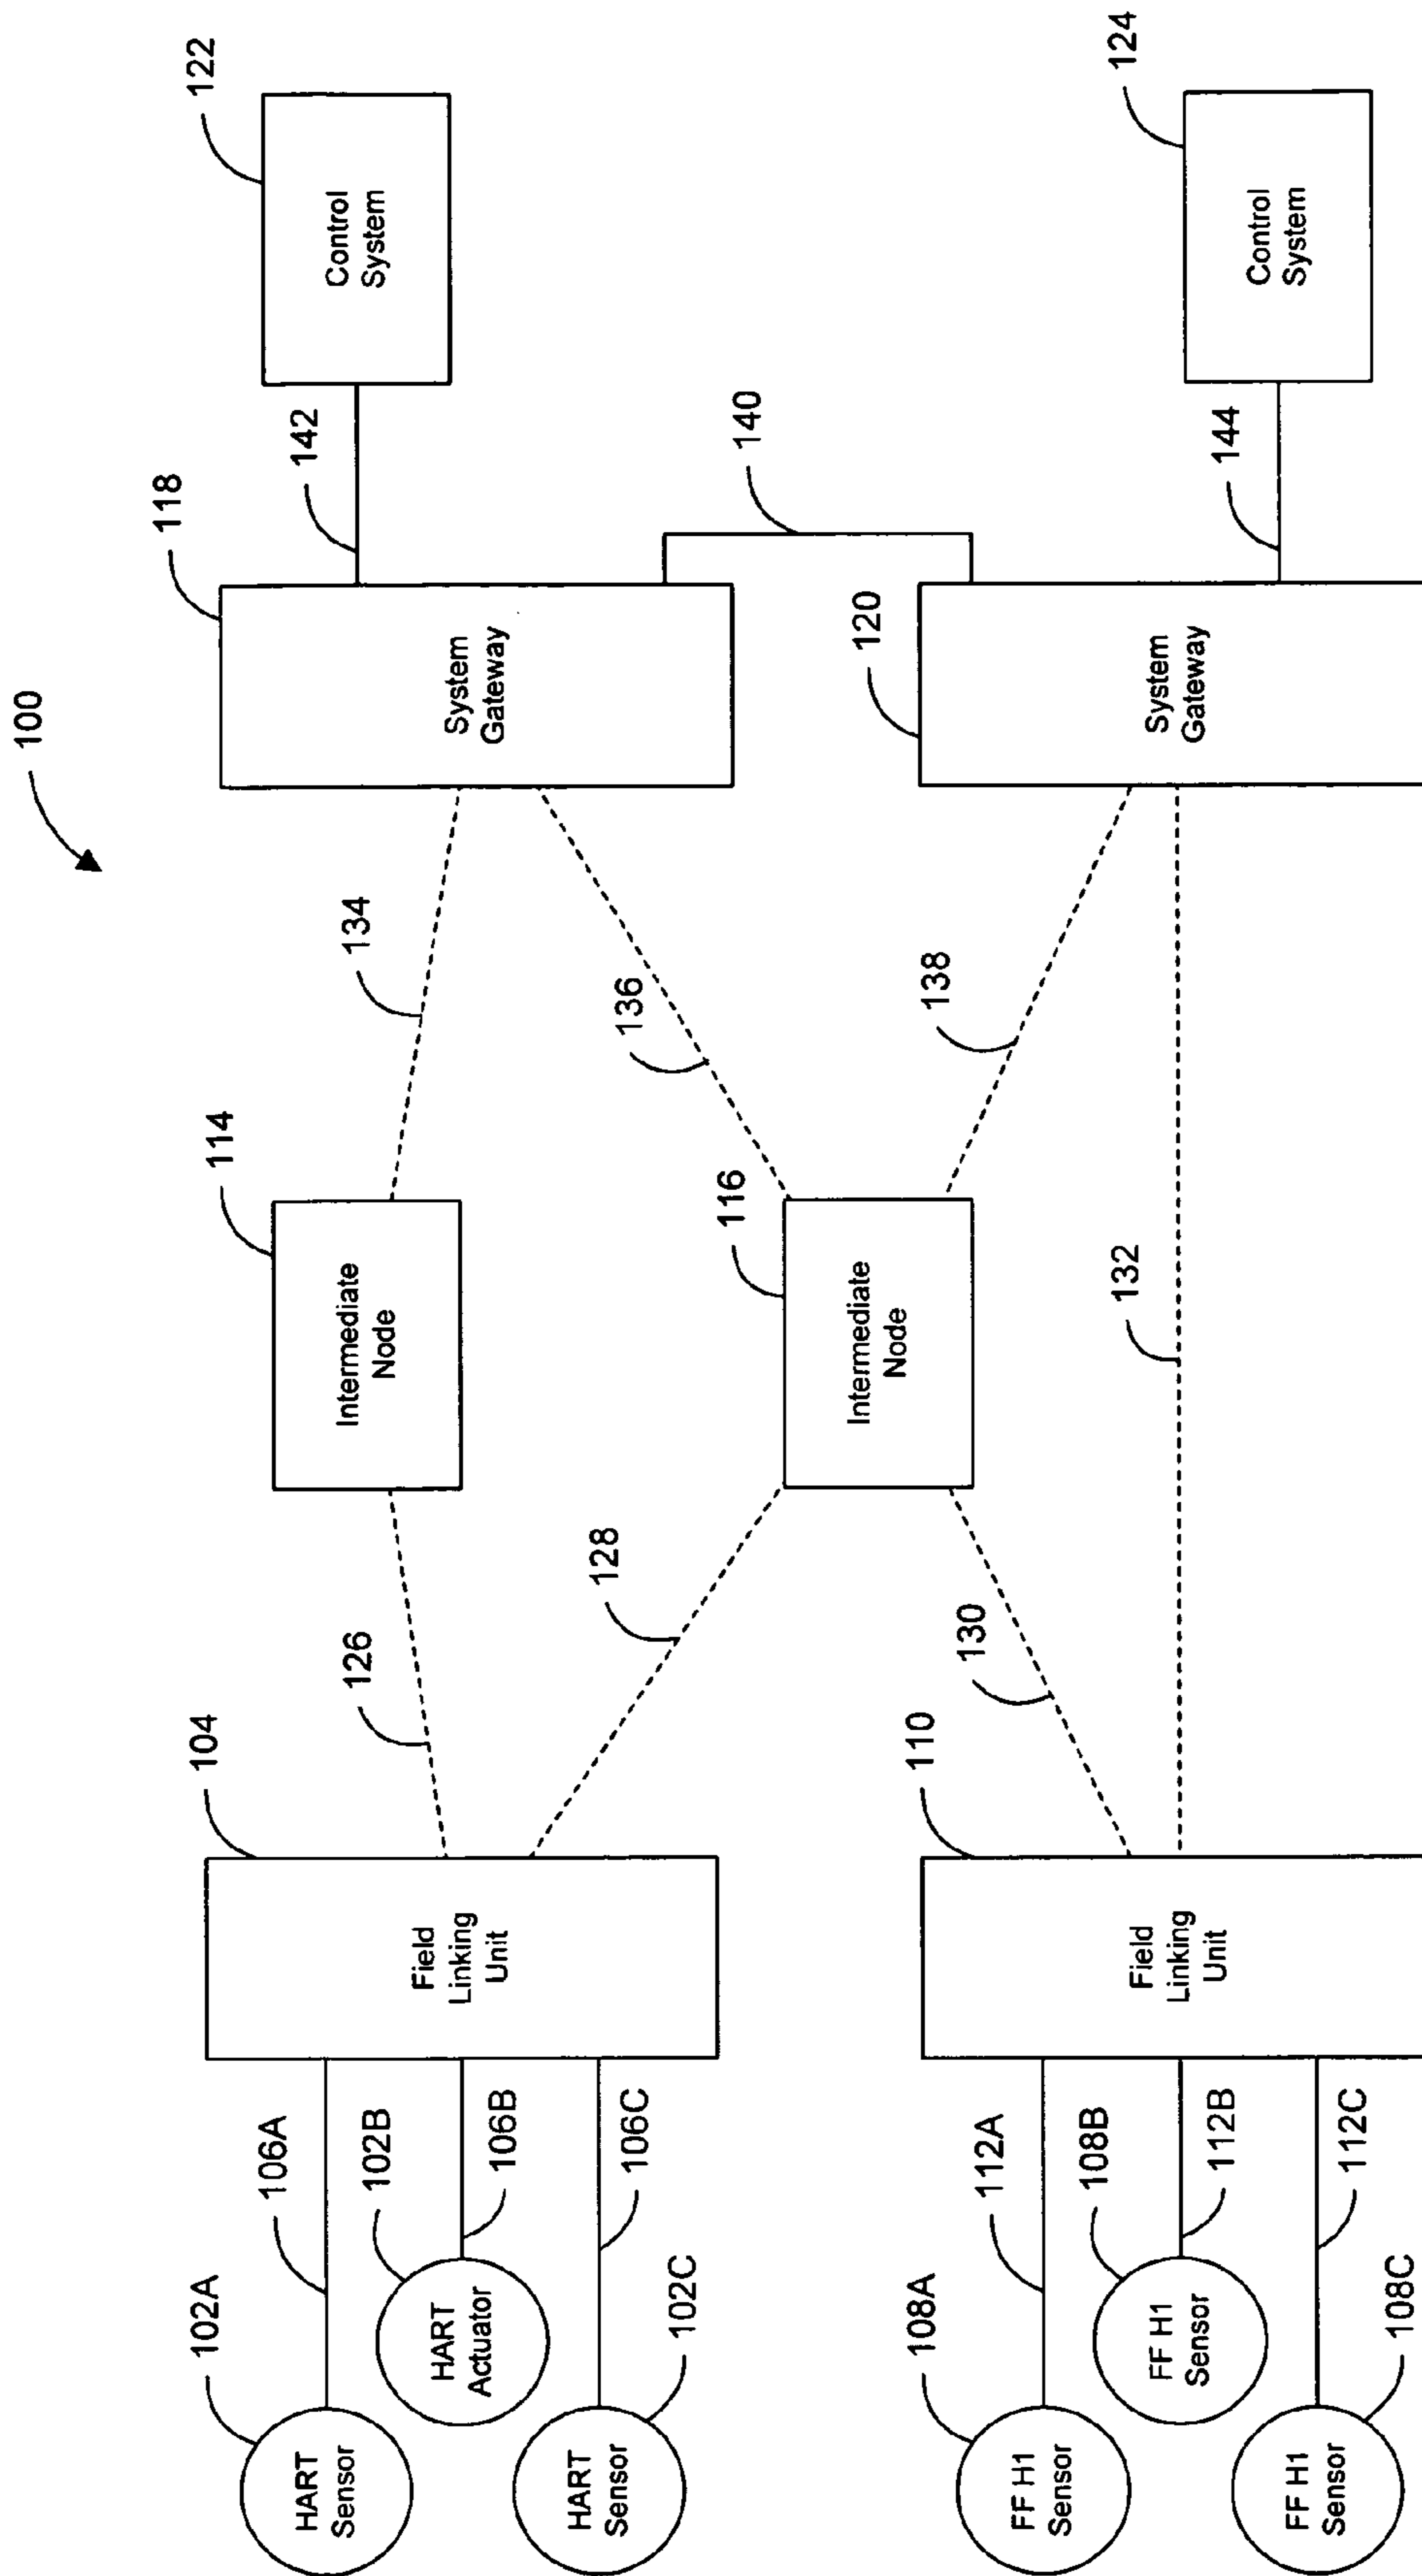 100
102A
HART
Sensor
106A
102B
HART
Actuator
106B
106C
HART
Sensor
102C
104
Field
Linking
Unit
126
128
114
Intermediate
Node
134
116
Intermediate
Node
136
118
System
Gateway
142
122
Control
System
140
108A
FF H1
Sensor
112A
108B
FF H1
Sensor
112B
112C
FF H1
Sensor
108C
110
Field
Linking
Unit
130
132
138
120
System
Gateway
144
124
Control
System